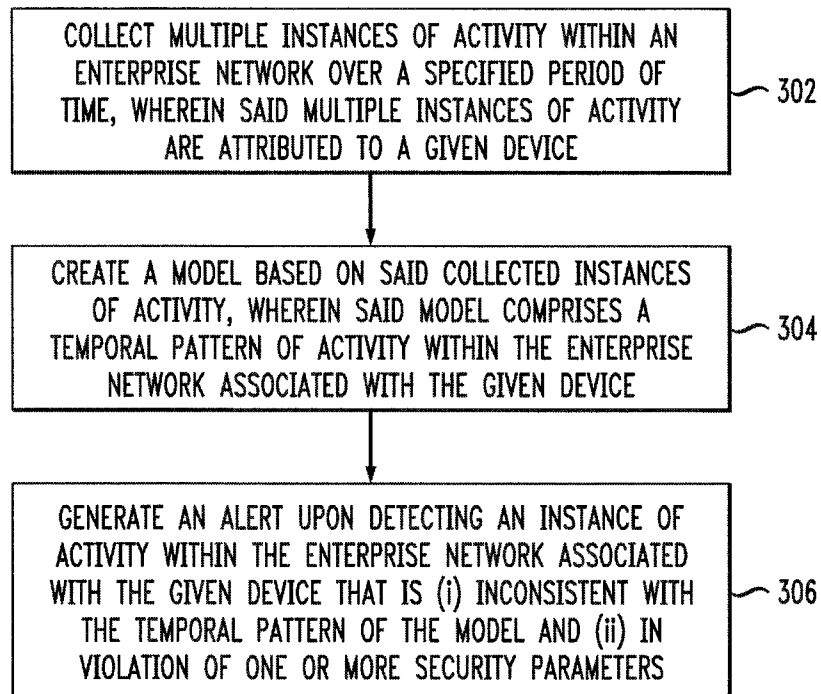 COLLECT MULTIPLE INSTANCES OF ACTIVITY WITHIN AN
ENTERPRISE NETWORK OVER A SPECIFIED PERIOD OF
TIME, WHEREIN SAID MULTIPLE INSTANCES OF ACTIVITY
ARE ATTRIBUTED TO A GIVEN DEVICE
302
CREATE A MODEL BASED ON SAID COLLECTED INSTANCES
OF ACTIVITY, WHEREIN SAID MODEL COMPRISES A
TEMPORAL PATTERN OF ACTIVITY WITHIN THE ENTERPRISE
NETWORK ASSOCIATED WITH THE GIVEN DEVICE
304
GENERATE AN ALERT UPON DETECTING AN INSTANCE OF
ACTIVITY WITHIN THE ENTERPRISE NETWORK ASSOCIATED
WITH THE GIVEN DEVICE THAT IS (i) INCONSISTENT WITH
THE TEMPORAL PATTERN OF THE MODEL AND (ii) IN
VIOLATION OF ONE OR MORE SECURITY PARAMETERS
306